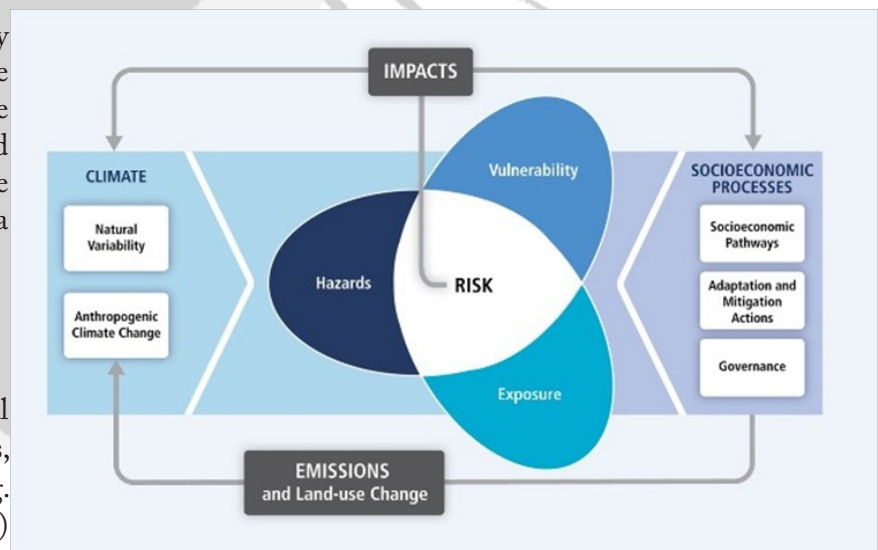 y
e
e
d
e
a
l
s,
g.
)
IMPACTS
CLIMATE
Natural
Variability
Anthropogenic
Climate Change
Vulnerability
Hazards
RISK
Exposure
SOCIOECONOMIC
PROCESSES
Socioeconomic
Pathways
Adaptation and
Mitigation
Actions
Governance
EMISSIONS
and Land-use Change